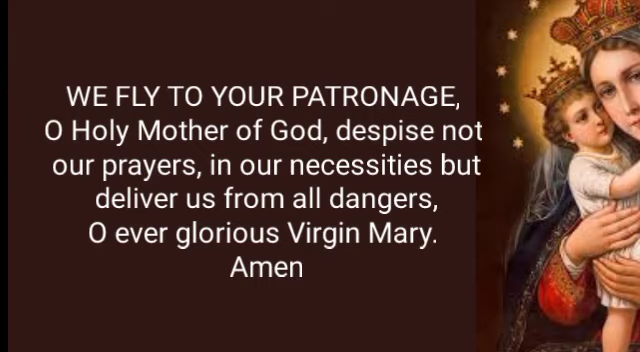 WE FLY TO YOUR PATRONAGE,
O Holy Mother of God, despise not
our prayers, in our necessities but
deliver us from all dangers,
O ever glorious Virgin Mary.
Amen